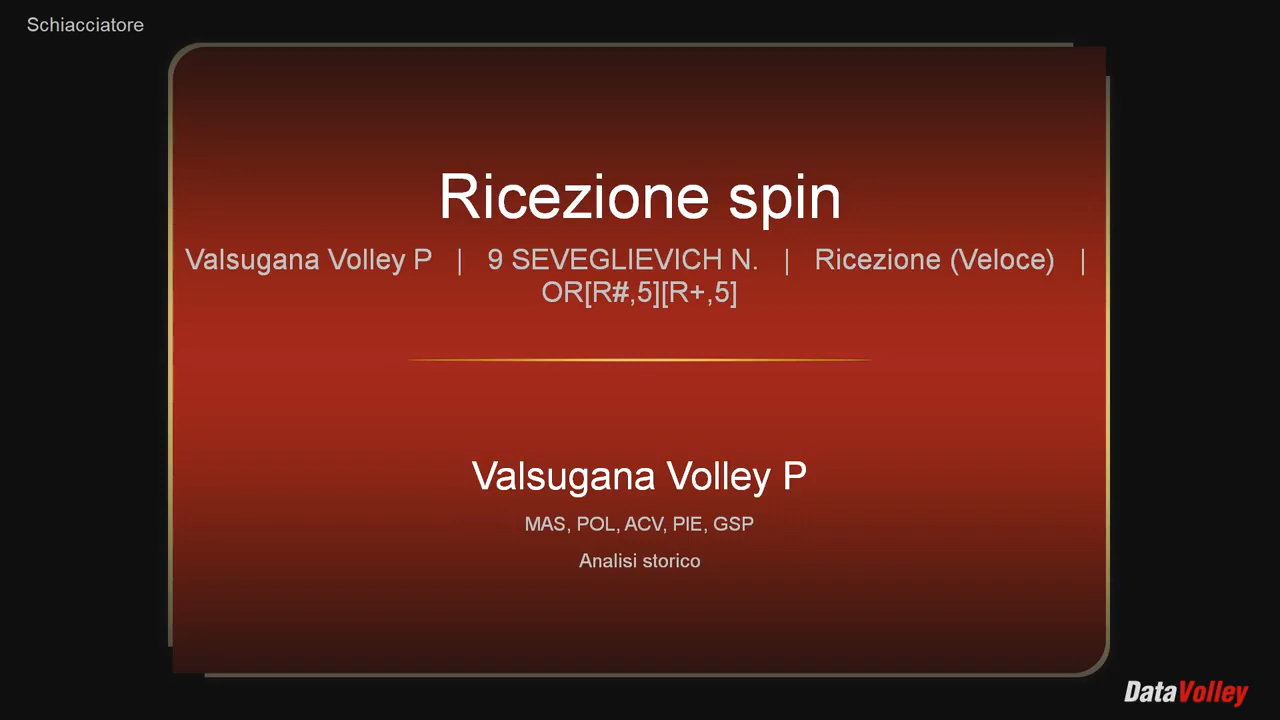 Schiacciatore
Ricezione spin
Valsugana Volley P | 9 SEVEGLIEVICH N. | Ricezione (Veloce) |
OR[R#,5][R+,5]
Valsugana Volley P
MAS, POL, ACV, PIE, GSP
Analisi storico
DataVolley